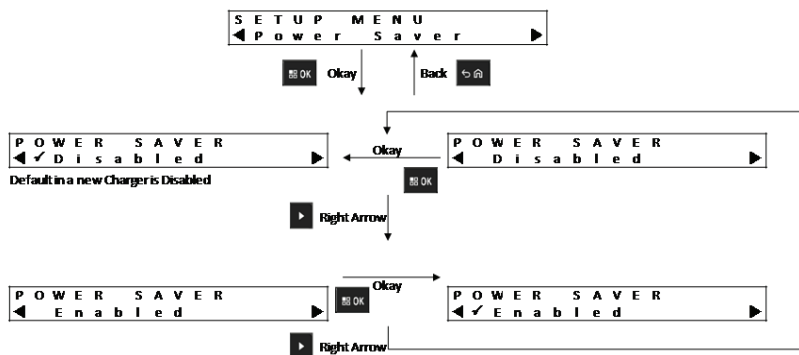 SETUP MENU
◀ Power Saver ▶
OK Okay
Back
POWER SAVER
◀ ✓ Disabled ▶
Default in a new Charger is Disabled
Okay
OK
POWER SAVER
◀ Disabled ▶
Right Arrow
POWER SAVER
◀ Enabled ▶
OK
Okay
POWER SAVER
◀ ✓ Enabled ▶
Right Arrow